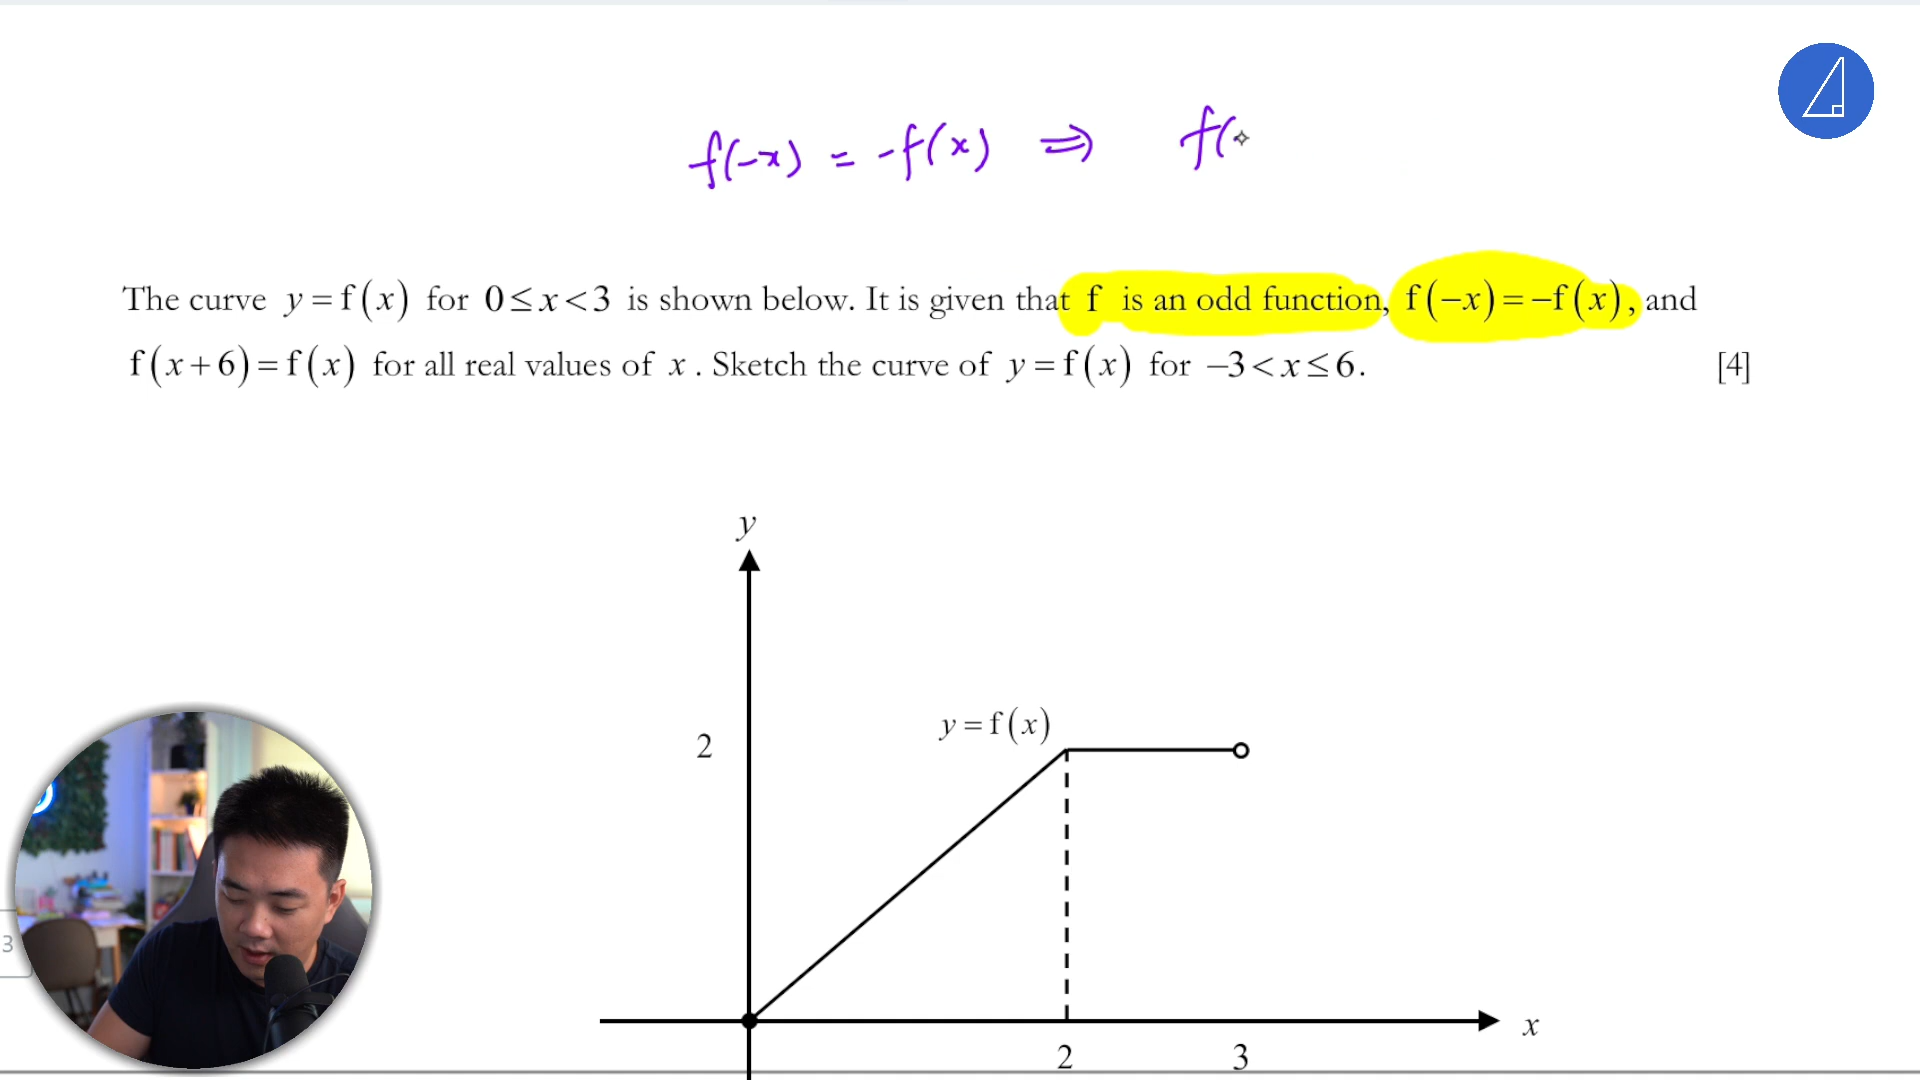 f(-x) = -f(x) ⇒ f(
The curve y=f(x) for 0≤x<3 is shown below. It is given that f is an odd function, f(−x)=−f(x), and
f(x+6)=f(x) for all real values of x. Sketch the curve of y=f(x) for −3<x≤6. [4]
y
y=f(x)
2
3
x
2 3